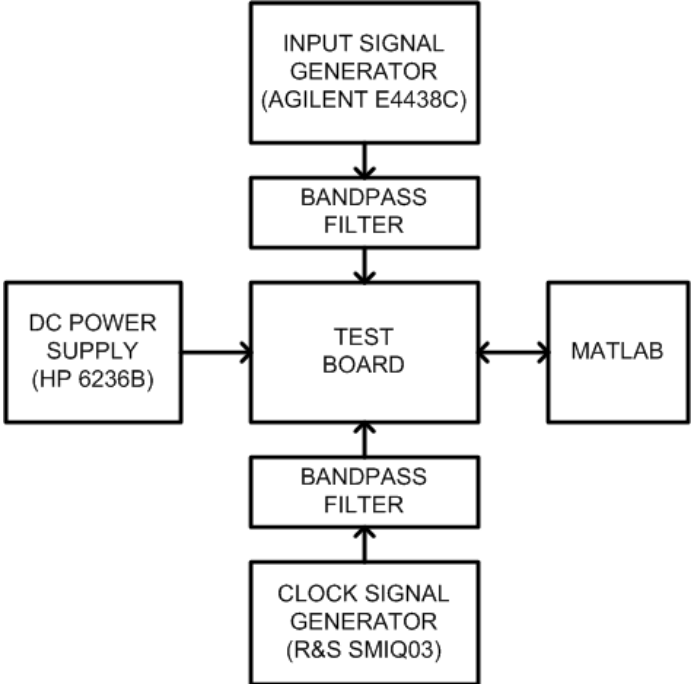 INPUT SIGNAL
GENERATOR
(AGILENT E4438C)
BANDPASS
FILTER
DC POWER
SUPPLY
(HP 6236B)
TEST
BOARD
MATLAB
BANDPASS
FILTER
CLOCK SIGNAL
GENERATOR
(R&S SMIQ03)